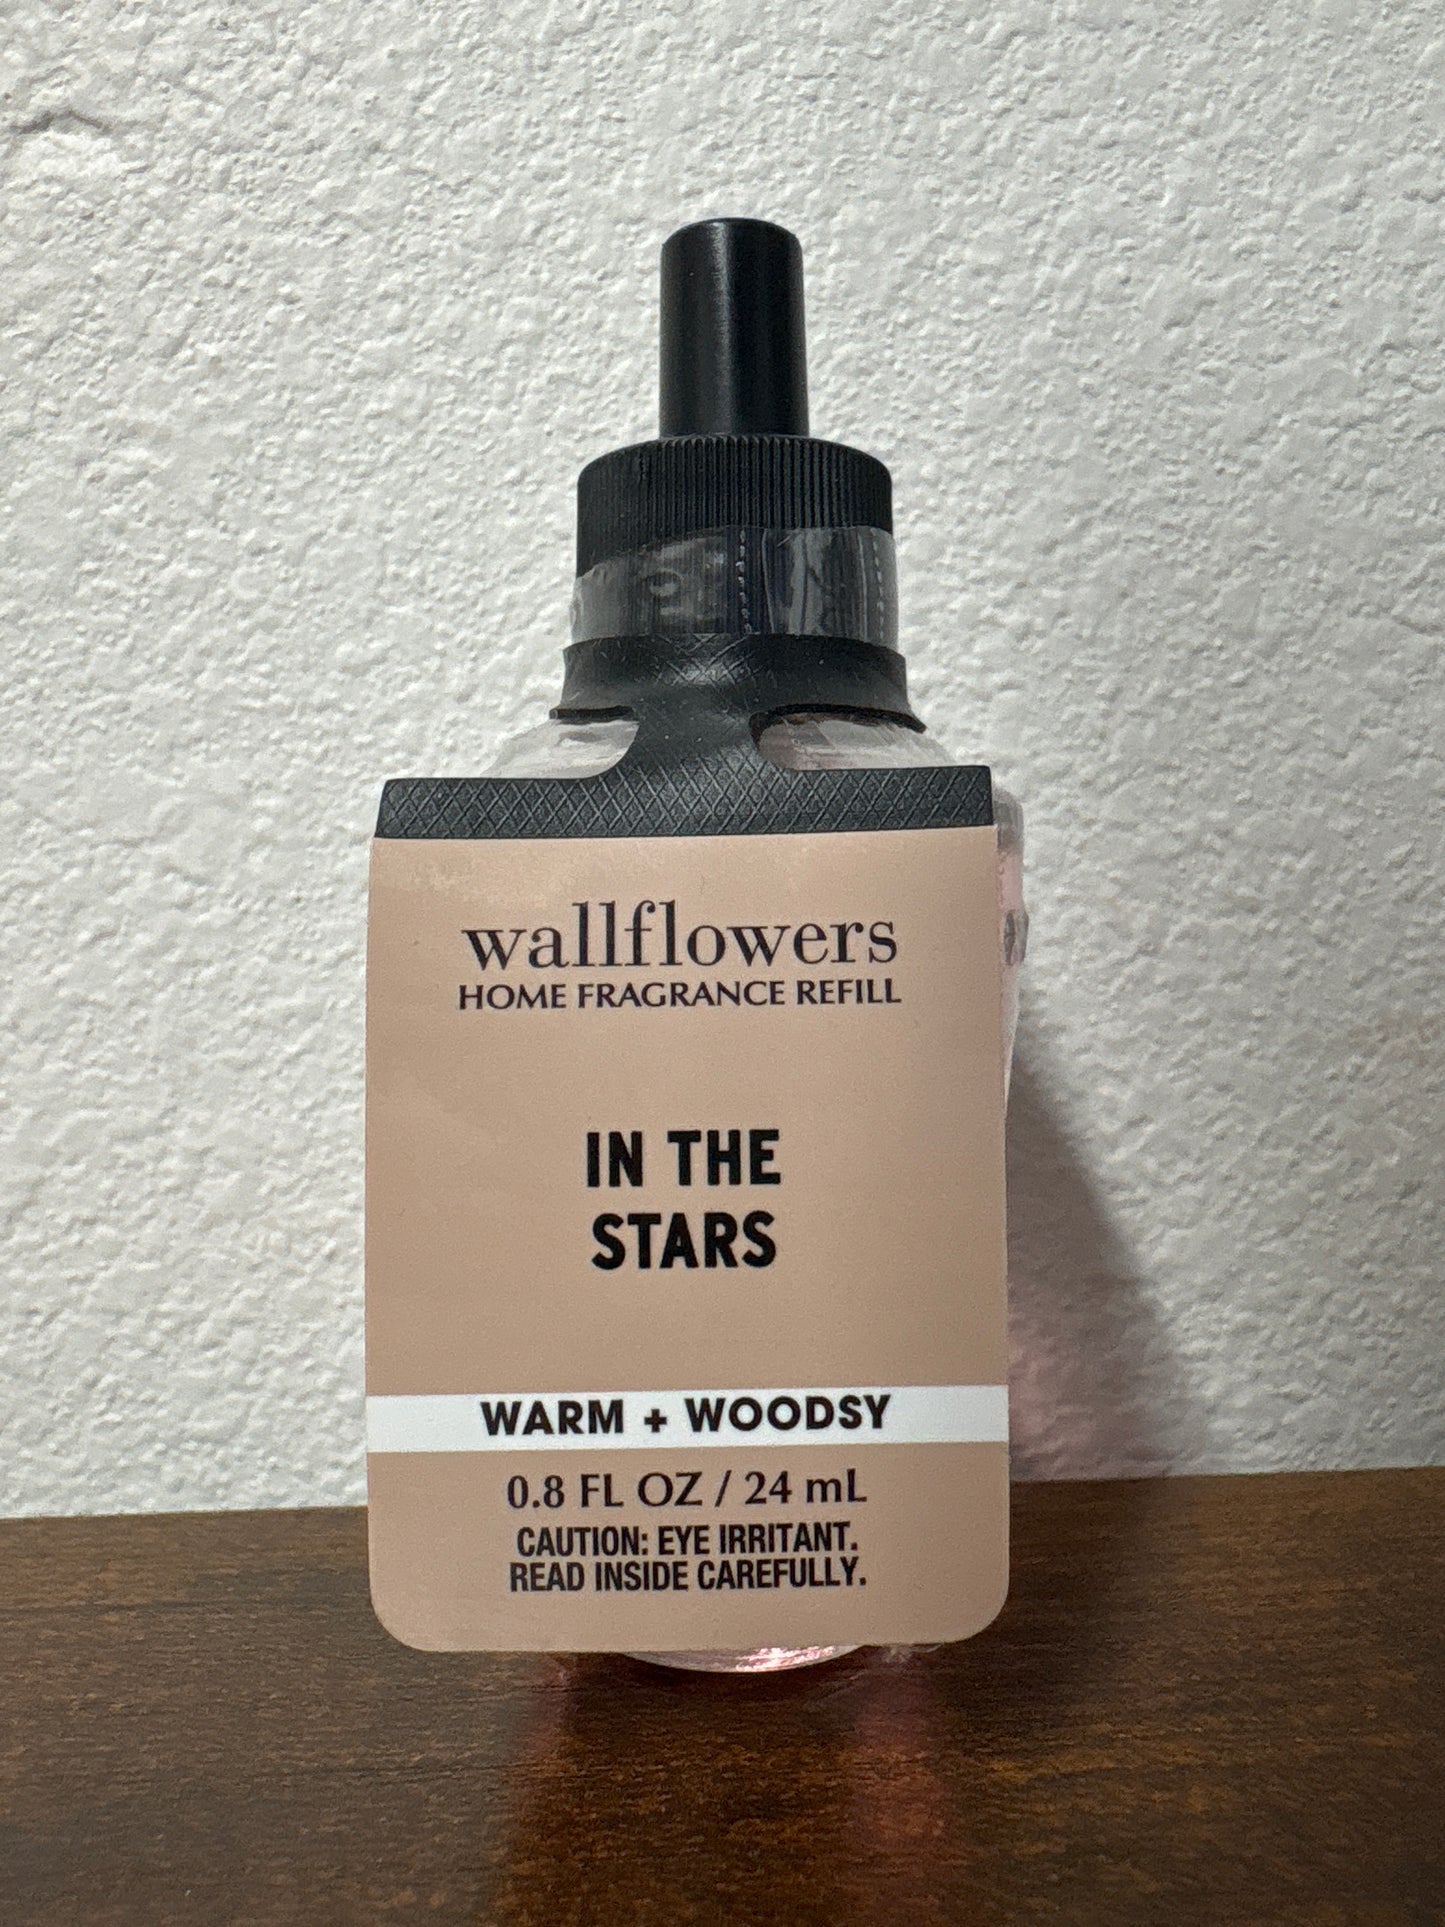 wallflowers
HOME FRAGRANCE REFILL
IN THE
STARS
WARM + WOODSY
0.8 FL OZ / 24 mL
CAUTION: EYE IRRITANT.
READ INSIDE CAREFULLY.